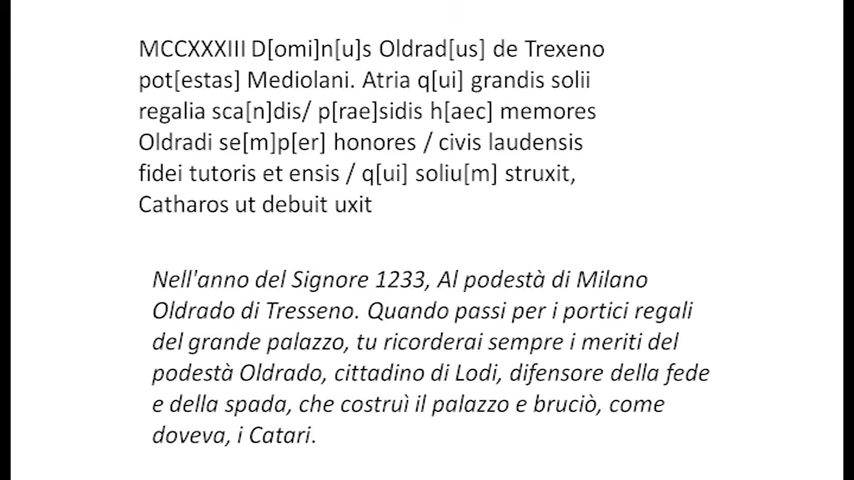 MCCXXXIII D[omi]n[u]s Oldrad[us] de Trexeno
pot[estas] Mediolani. Atria q[ui] grandis solii
regalia sca[n]dis/ p[rae]sidis h[aec] memores
Oldradi se[m]p[er] honores / civis laudensis
fidei tutoris et ensis / q[ui] soliu[m] struxit,
Catharos ut debuit uxit
Nell'anno del Signore 1233, Al podestà di Milano
Oldrado di Tresseno. Quando passi per i portici regali
del grande palazzo, tu ricorderai sempre i meriti del
podestà Oldrado, cittadino di Lodi, difensore della fede
e della spada, che costruì il palazzo e bruciò, come
doveva, i Catari.